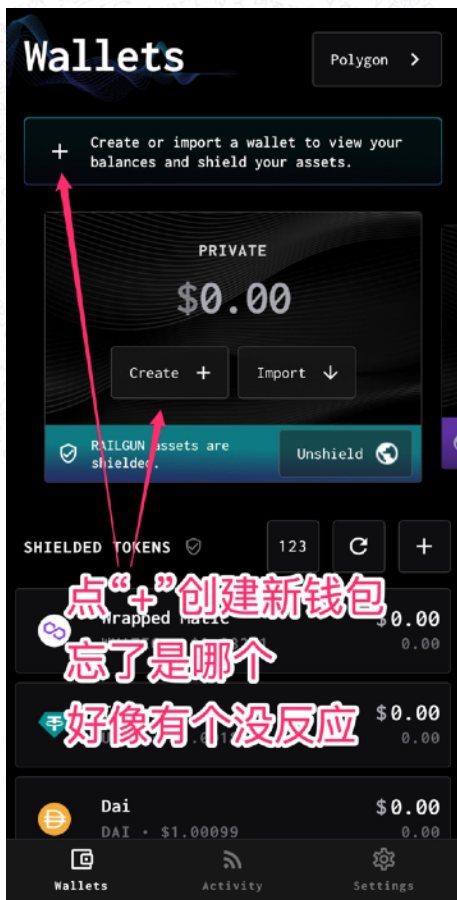 Wallets
Polygon >
+ Create or import a wallet to view your
balances and shield your assets.
PRIVATE
$0.00
Create +
Import ↓
RAILGUN assets are
shielded.
Unshield
SHIELDED TOKENS
123
+
点“+”创建新钱包
Wrapped Matic
$0.00
0.00
忘了是哪个
好像有个没反应
$0.00
0.00
Dai
$0.00
DAI • $1.00099
0.00
Wallets
Activity
Settings